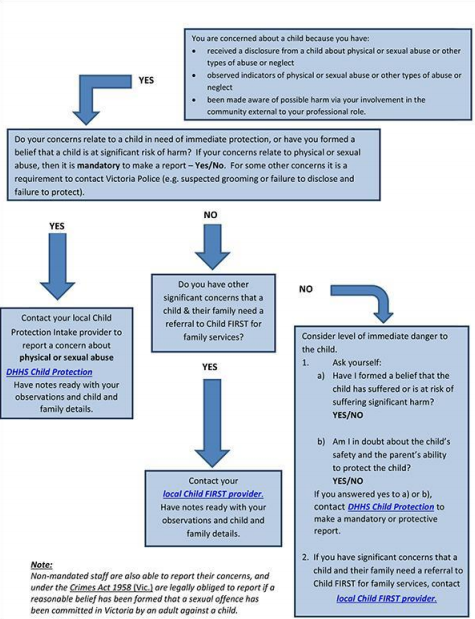 You are concerned about a child because you have:
• received a disclosure from a child about physical or sexual abuse or other
types of abuse or neglect
• observed indicators of physical or sexual abuse or other types of abuse or
neglect
• been made aware of possible harm via your involvement in the
community external to your professional role.
YES
Do your concerns relate to a child in need of immediate protection, or have you formed a
belief that a child is at significant risk of harm? If your concerns relate to physical or sexual
abuse, then it is mandatory to make a report – Yes/No. For some other concerns it is a
requirement to contact Victoria Police (e.g. suspected grooming or failure to disclose and
failure to protect).
YES
NO
Contact your local Child
Protection Intake provider to
report a concern about
physical or sexual abuse
DHHS Child Protection
Have notes ready with your
observations and child and
family details.
Do you have other
significant concerns that a
child & their family need a
referral to Child FIRST for
family services?
NO
YES
Contact your
local Child FIRST provider.
Have notes ready with your
observations and child and
family details.
Consider level of immediate danger to
the child.
1. Ask yourself:
a) Have I formed a belief that the
child has suffered or is at risk of
suffering significant harm?
YES/NO
b) Am I in doubt about the child's
safety and the parent's ability
to protect the child?
YES/NO
If you answered yes to a) or b),
contact DHHS Child Protection to
make a mandatory or protective
report.
2. If you have significant concerns that a
child and their family need a referral to
Child FIRST for family services, contact
local Child FIRST provider.
Note:
Non-mandated staff are also able to report their concerns, and
under the Crimes Act 1958 (Vic.) are legally obliged to report if a
reasonable belief has been formed that a sexual offence has
been committed in Victoria by an adult against a child.